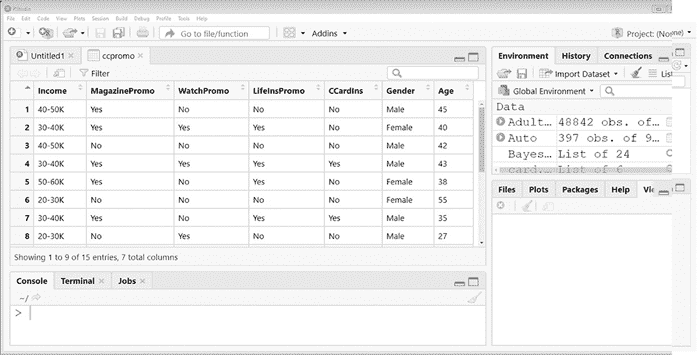 RStudio
File Edit Code View Plots Session Build Debug Profile Tools Help
Go to file/function Addins Project: (None)
Untitled1 ccpromo
Filter
Income MagazinePromo WatchPromo LifeInsPromo CCardIns Gender Age
1 40-50K Yes No No No Male 45
2 30-40K Yes Yes Yes No Female 40
3 40-50K No No No No Male 42
4 30-40K Yes Yes Yes Yes Male 43
5 50-60K Yes No Yes No Female 38
6 20-30K No No No No Female 55
7 30-40K Yes No Yes Yes Male 35
8 20-30K No Yes No No Male 27
Showing 1 to 9 of 15 entries, 7 total columns
Console Terminal Jobs
~/
>
Environment History Connections
Import Dataset List
Global Environment
Data
Adult… 48842 obs. of…
Auto 397 obs. of 9…
Bayes… List of 24
card.… List of 6
Files Plots Packages Help